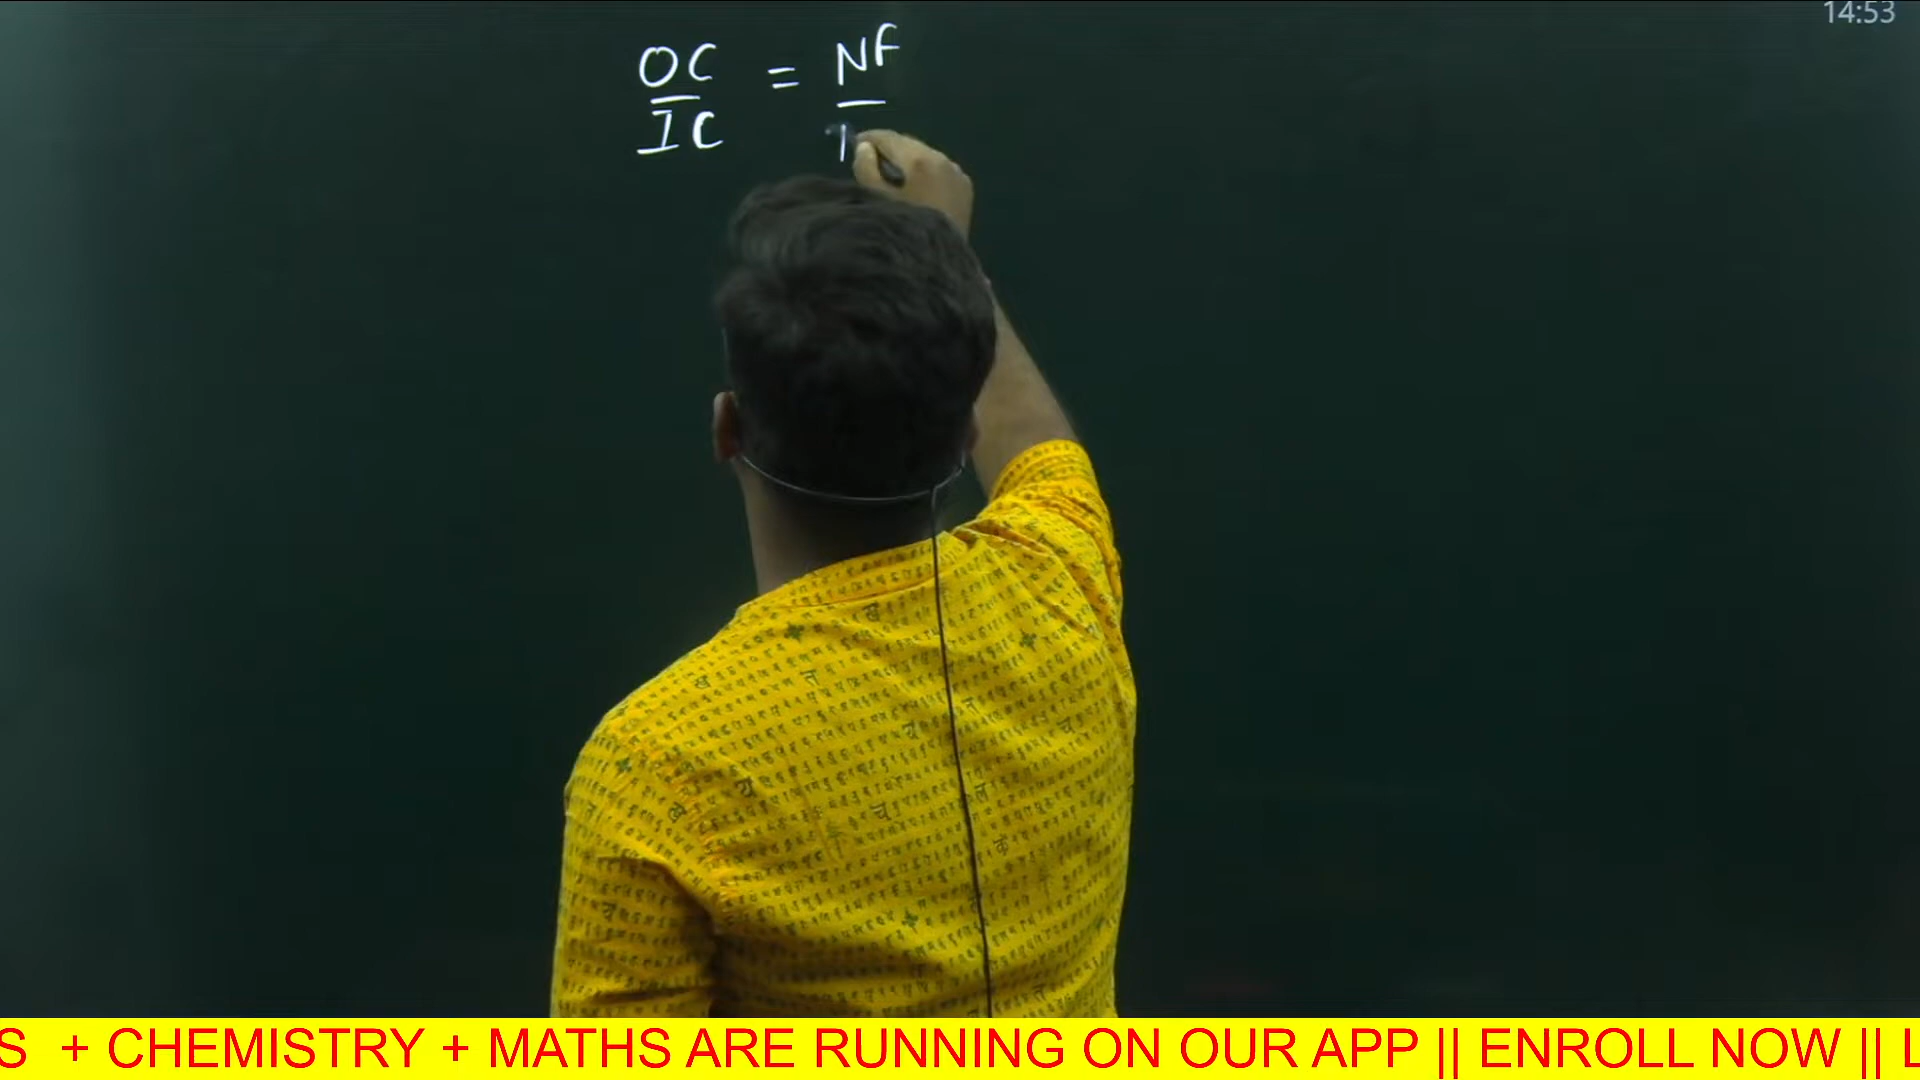 14:53
OC = NF
IC
S + CHEMISTRY + MATHS ARE RUNNING ON OUR APP || ENROLL NOW || L